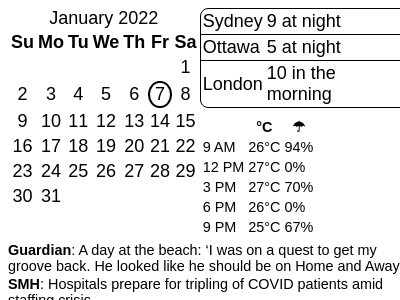 January 2022
Su Mo Tu We Th Fr Sa
1
2 3 4 5 6 7 8
9 10 11 12 13 14 15
16 17 18 19 20 21 22
23 24 25 26 27 28 29
30 31
Sydney 9 at night
Ottawa 5 at night
London 10 in the
morning
°C ☂
9 AM 26°C 94%
12 PM 27°C 0%
3 PM 27°C 70%
6 PM 26°C 0%
9 PM 25°C 67%
Guardian: A day at the beach: ‘I was on a quest to get my
groove back. He looked like he should be on Home and Away
SMH: Hospitals prepare for tripling of COVID patients amid
staffing crisis